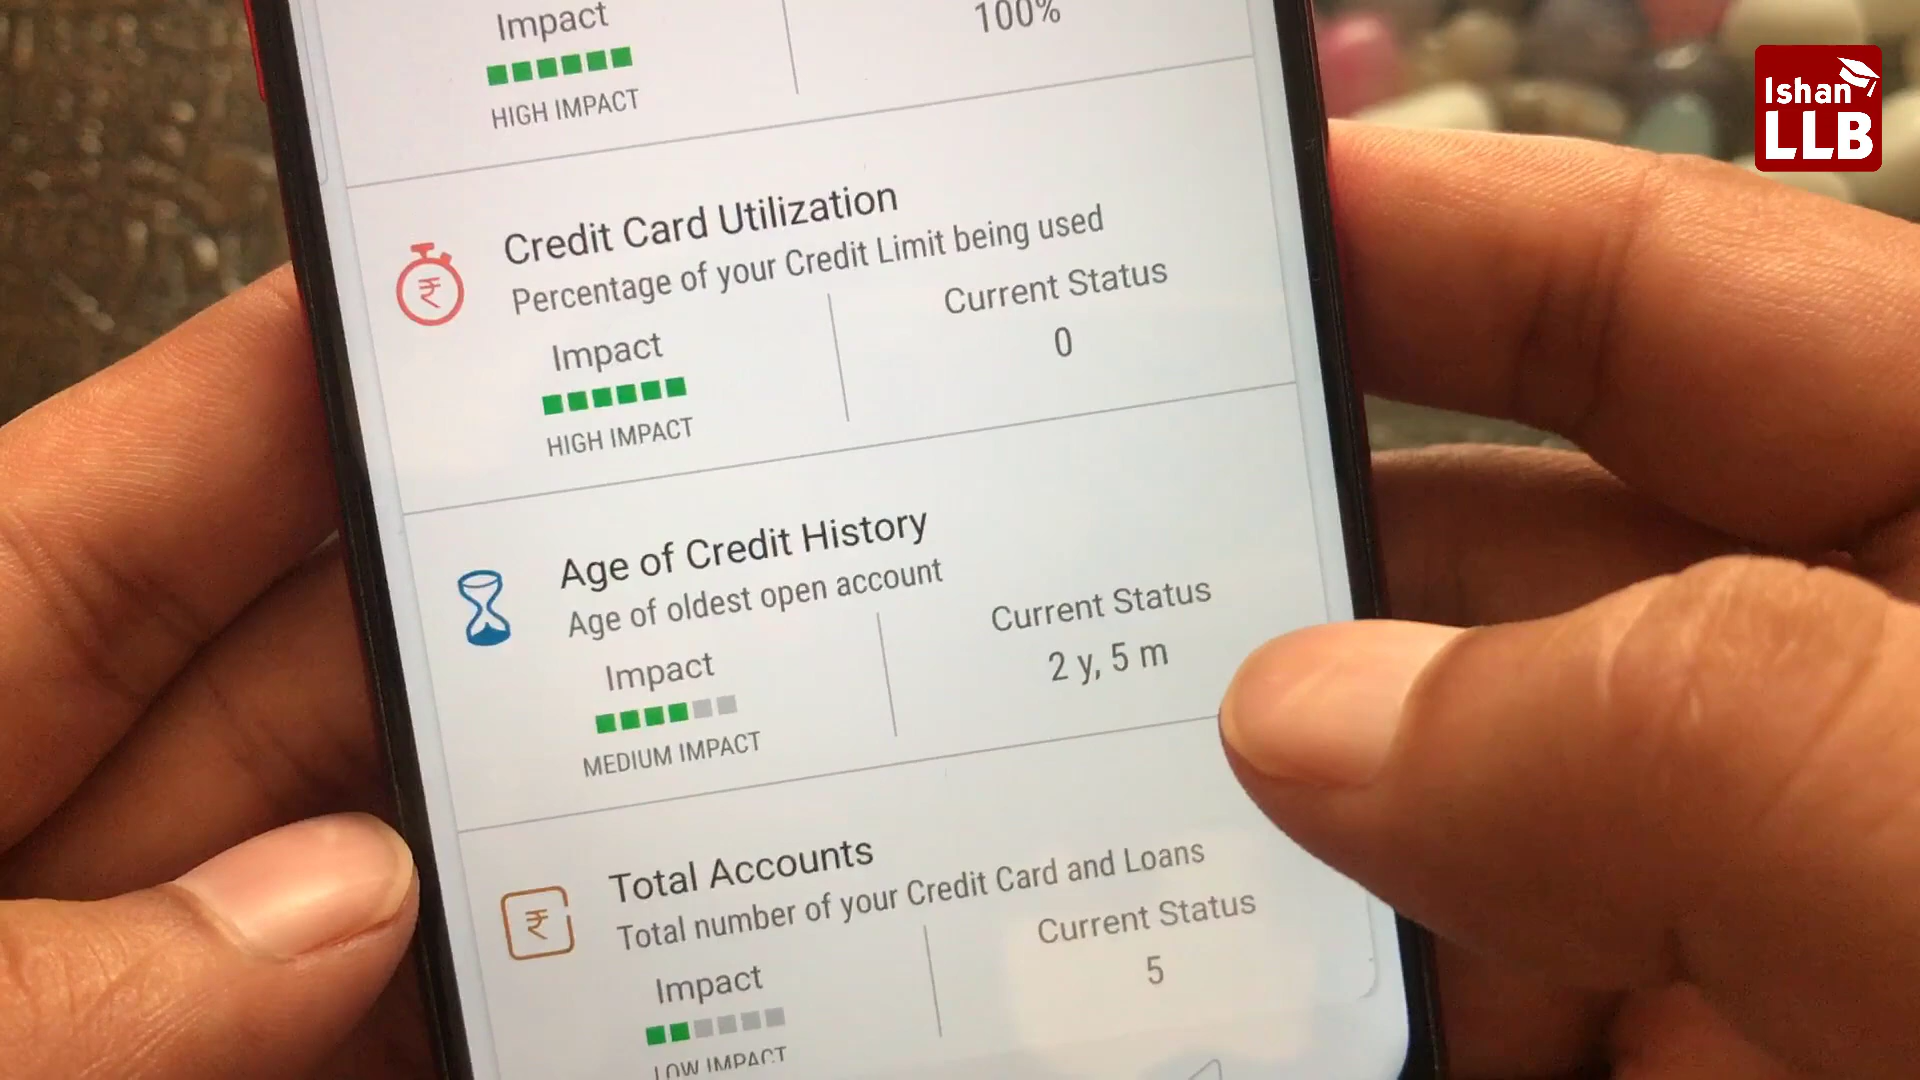 Impact
100%
HIGH IMPACT
Ishan
LLB
Credit Card Utilization
Percentage of your Credit Limit being used
Impact
Current Status
0
HIGH IMPACT
Age of Credit History
Age of oldest open account
Impact
Current Status
2 y, 5 m
MEDIUM IMPACT
Total Accounts
Total number of your Credit Card and Loans
Impact
Current Status
5
LOW IMPACT